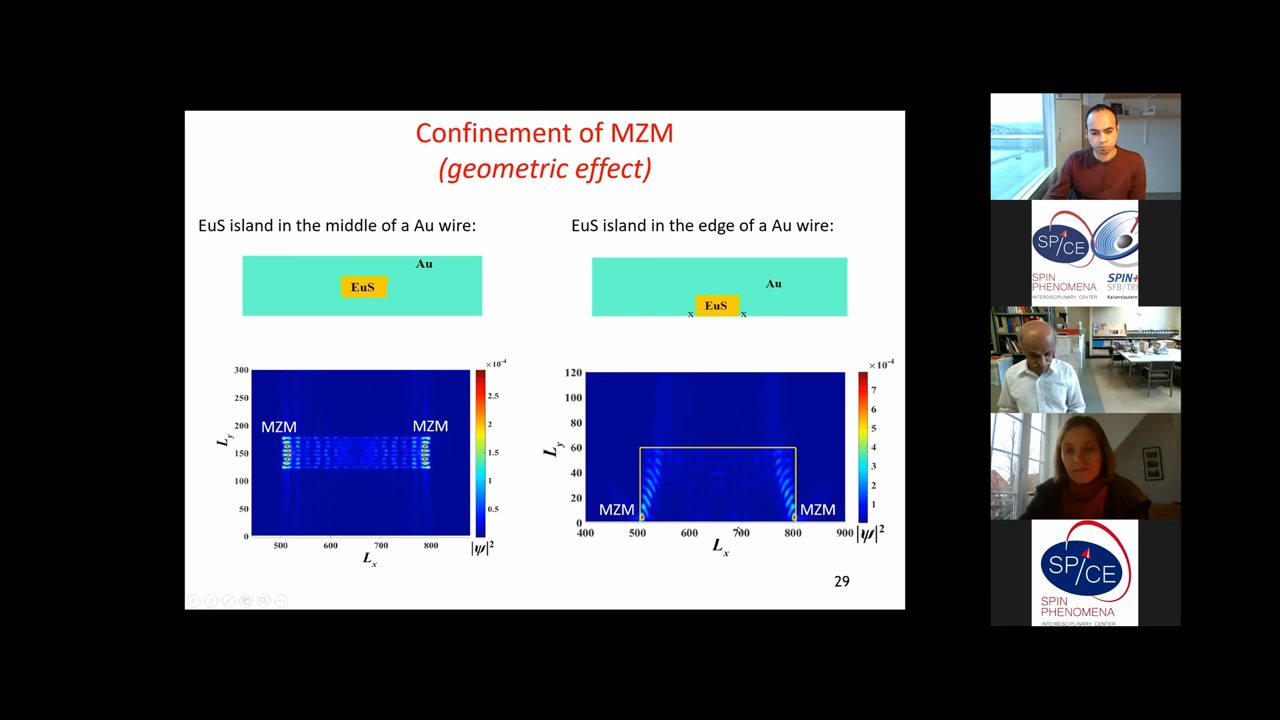 Confinement of MZM
(geometric effect)
EuS island in the middle of a Au wire:
Au
EuS
EuS island in the edge of a Au wire:
Au
EuS
x
x
×10⁻⁴
300
250
200
150
100
50
0
L_y
MZM
MZM
500
600
700
800
L_x
2.5
2
1.5
1
0.5
|ψ|²
×10⁻⁴
120
100
80
60
40
20
0
L_y
MZM
MZM
400
500
600
700
800
900
L_x
7
6
5
4
3
2
1
|ψ|²
29
SPICE
SPIN
PHENOMENA
INTERDISCIPLINARY CENTER
SPIN+
SFB/TRR
Kaiserslautern
SPICE
SPIN
PHENOMENA
INTERDISCIPLINARY CENTER